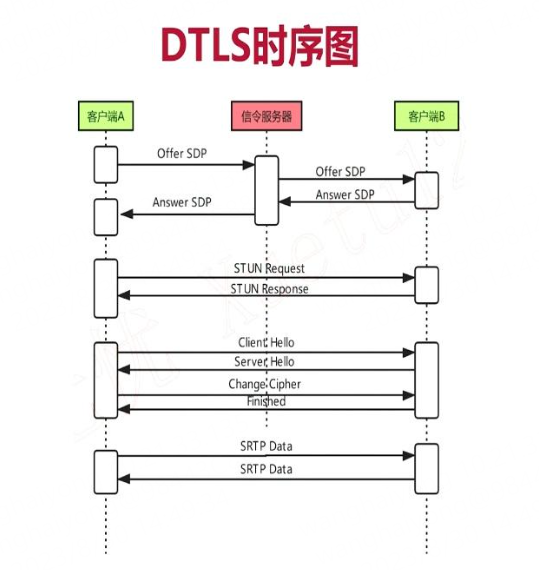 DTLS时序图
客户端A
信令服务器
客户端B
Offer SDP
Offer SDP
Answer SDP
Answer SDP
STUN Request
STUN Response
Client Hello
Server Hello
Change Cipher
Finished
SRTP Data
SRTP Data